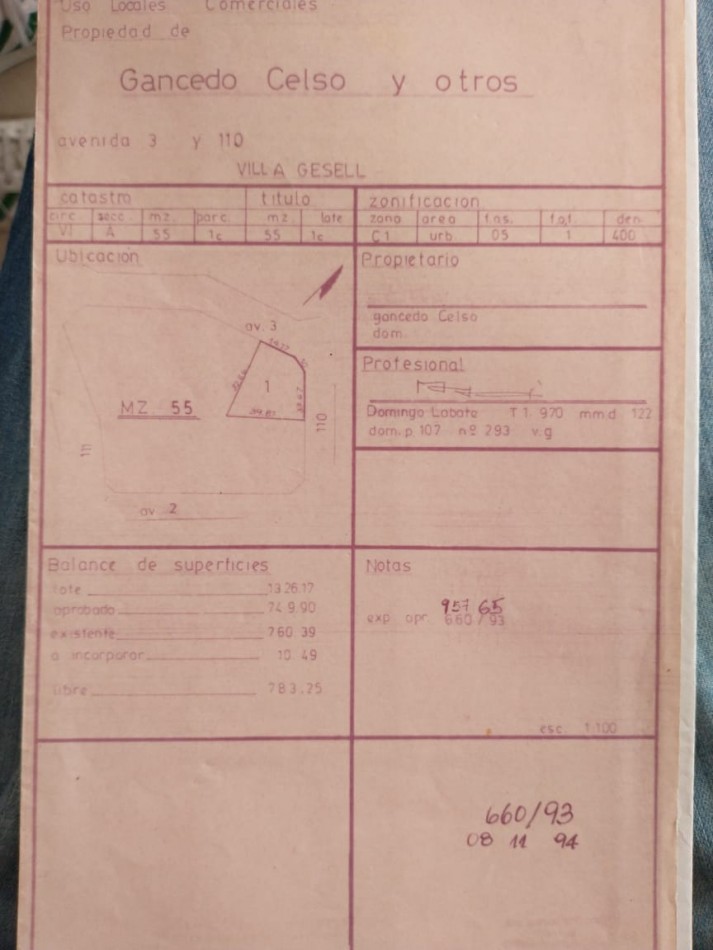 Uso Locales Comerciales
Propiedad de
Gancedo Celso y otros
avenida 3 y 110
VILLA GESELL
catastro titulo zonificacion
circ. secc. mz. parc. mz. lote zona area f.o.s. f.o.t. den.
VI A 55 1c 55 1c C1 urb 05 1 400
Ubicacion
av. 3
1
MZ. 55
110
111
av 2
Propietario
gancedo Celso
dom.
Profesional
Domingo Labate T 1. 970 m.m.d. 122
dom. p. 107 nº 293 v.g
Balance de superficies
lote 1326.17
aprobado 749.90
existente 760.39
a incorporar 10.49
libre 783.25
Notas
957 65
exp apr 660 / 93
esc. 1:100
660/93
08 11 94